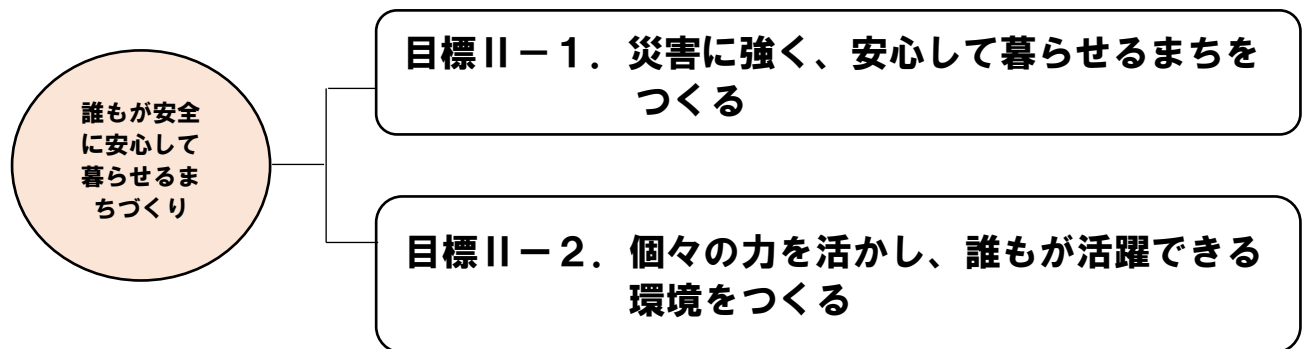 誰もが安全
に安心して
暮らせるま
ちづくり
目標Ⅱ－１．災害に強く、安心して暮らせるまちを
つくる
目標Ⅱ－２．個々の力を活かし、誰もが活躍できる
環境をつくる